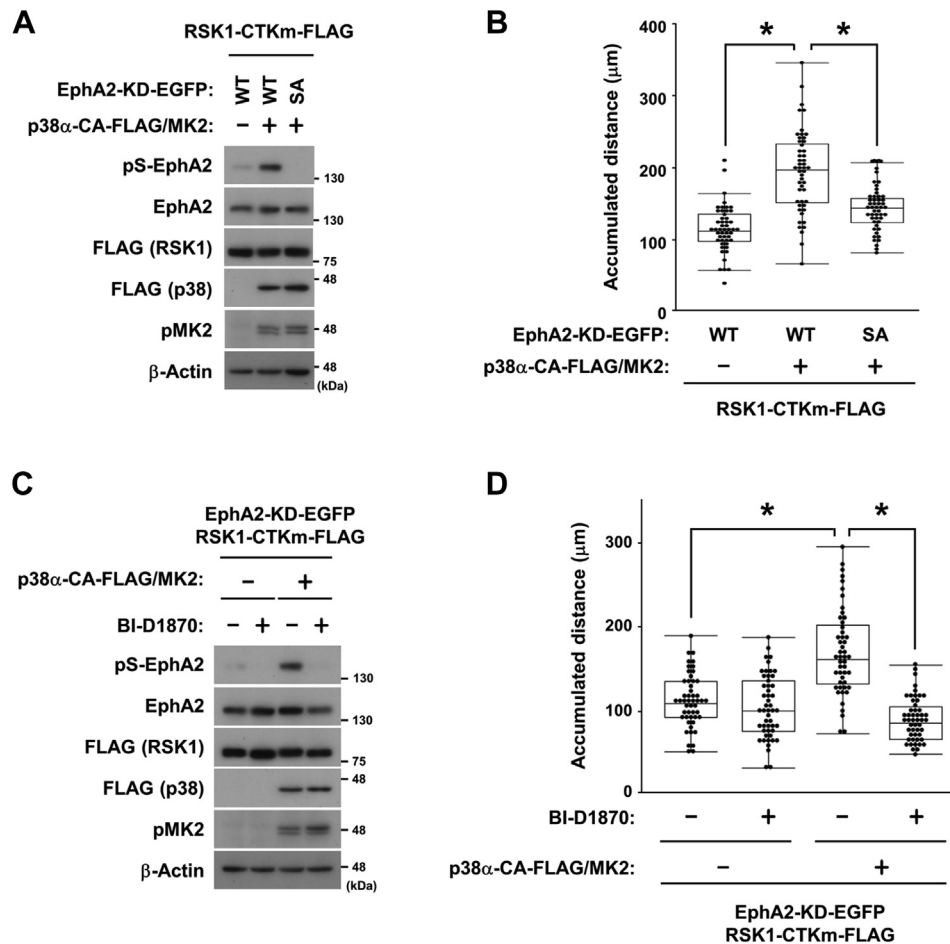 A
RSK1-CTKm-FLAG
EphA2-KD-EGFP: WT WT SA
p38α-CA-FLAG/MK2: − + +
pS-EphA2
130
EphA2
130
FLAG (RSK1)
75
48
FLAG (p38)
pMK2
48
β-Actin
48
(kDa)
B
Accumulated distance (μm)
400
300
200
100
0
* *
EphA2-KD-EGFP: WT WT SA
p38α-CA-FLAG/MK2: − + +
RSK1-CTKm-FLAG
C
EphA2-KD-EGFP
RSK1-CTKm-FLAG
p38α-CA-FLAG/MK2: − +
BI-D1870: − + − +
pS-EphA2
130
EphA2
130
FLAG (RSK1)
75
48
FLAG (p38)
pMK2
48
β-Actin
48
(kDa)
D
Accumulated distance (μm)
300
200
100
0
* *
BI-D1870: − + − +
p38α-CA-FLAG/MK2: − +
EphA2-KD-EGFP
RSK1-CTKm-FLAG